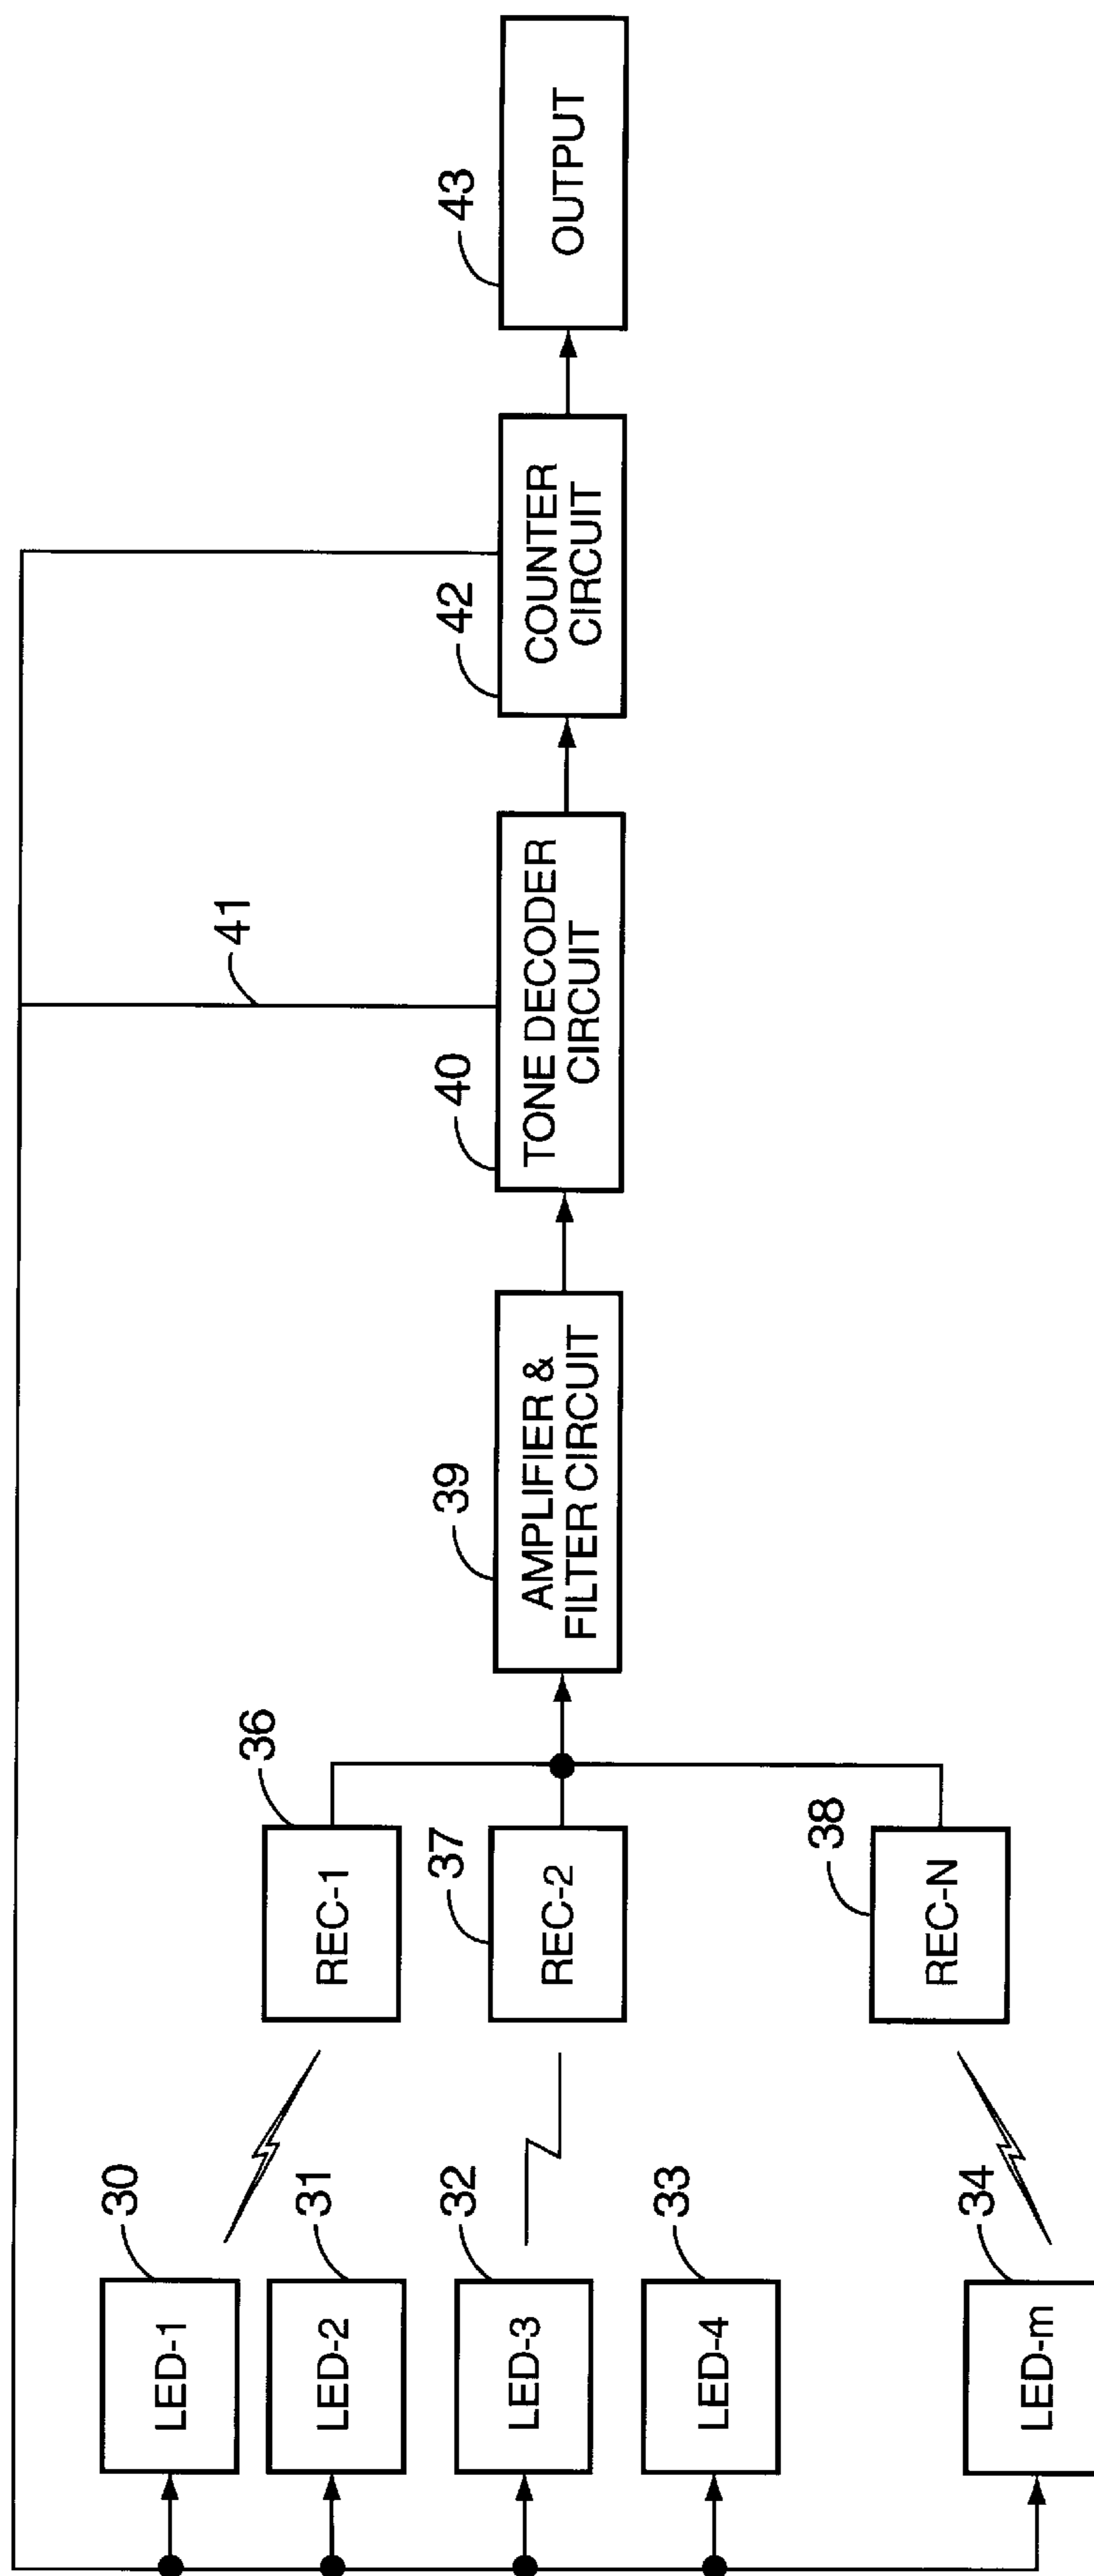 30
LED-1
31
LED-2
32
LED-3
33
LED-4
34
LED-m
36
REC-1
37
REC-2
38
REC-N
39
AMPLIFIER &
FILTER CIRCUIT
40
TONE DECODER
CIRCUIT
41
42
COUNTER
CIRCUIT
43
OUTPUT